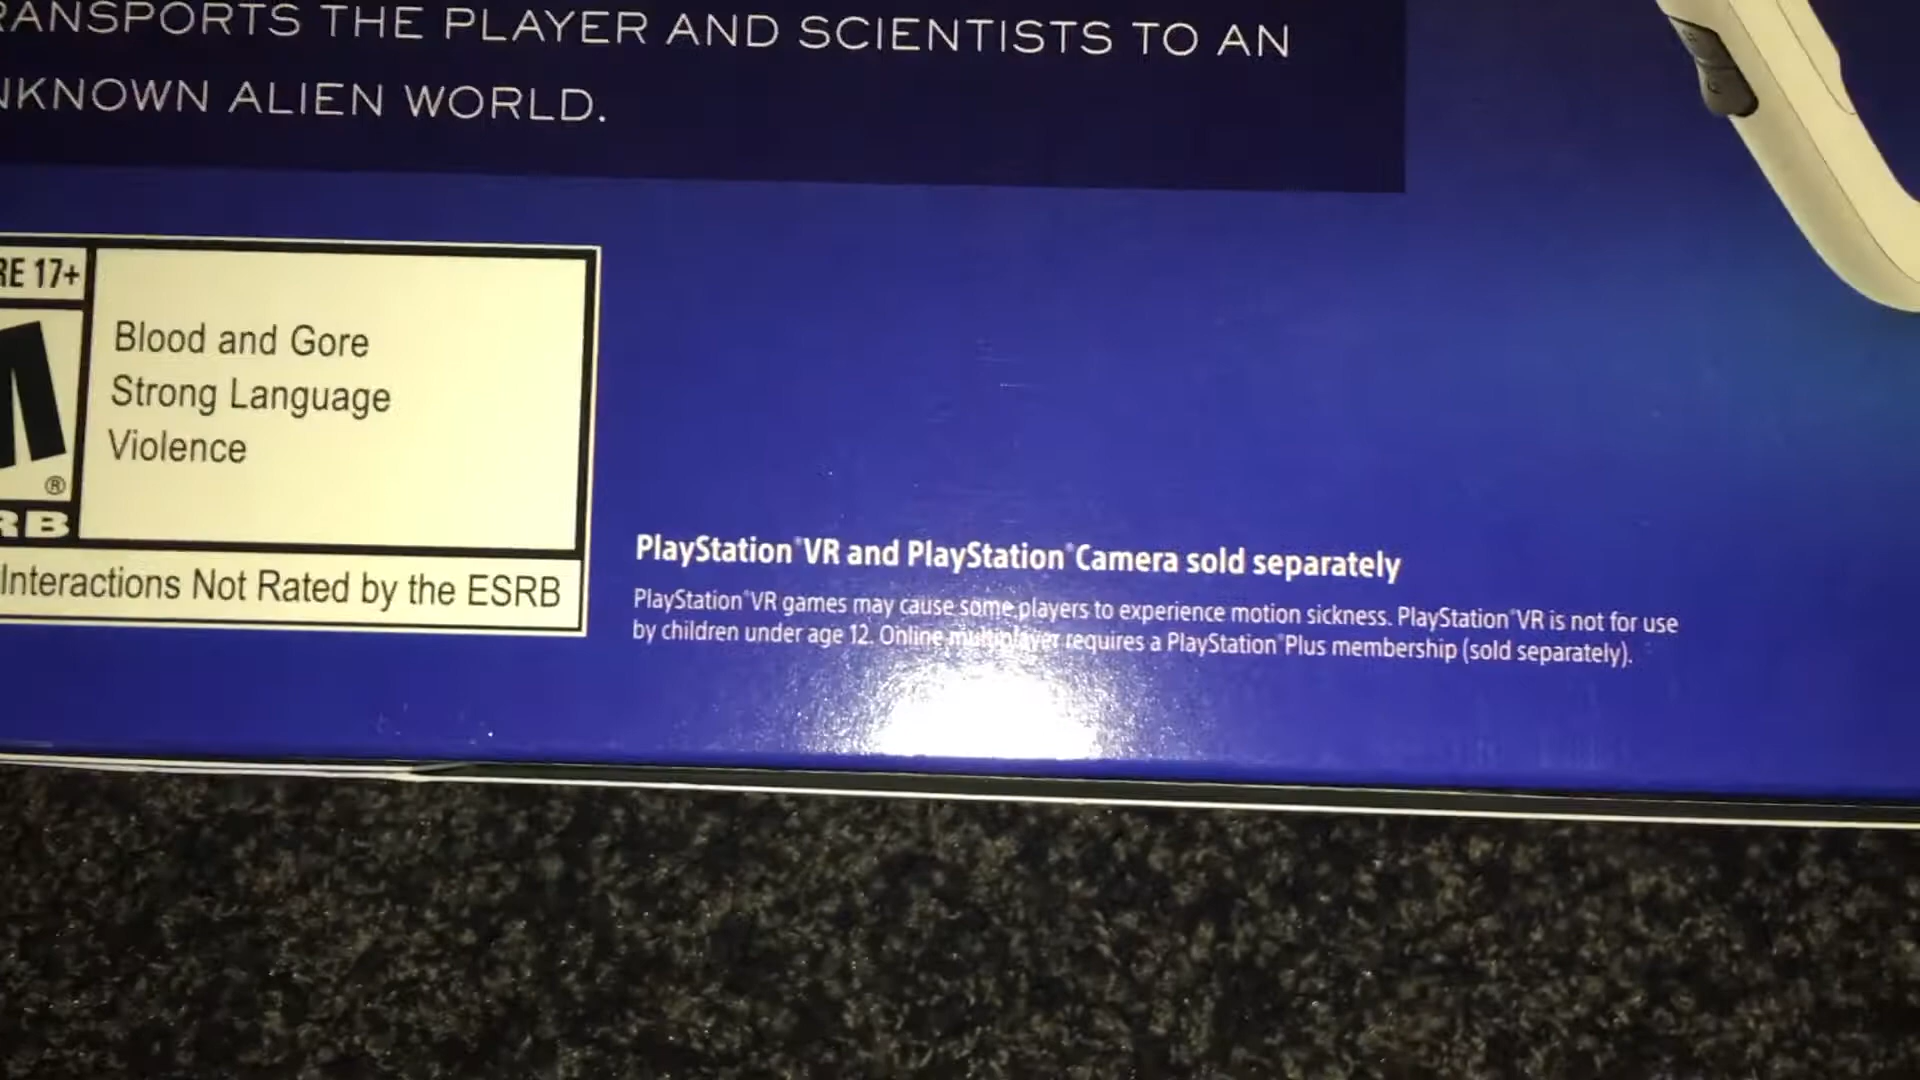 RANSPORTS THE PLAYER AND SCIENTISTS TO AN
NKNOWN ALIEN WORLD.
RE 17+
M
®
RB
Blood and Gore
Strong Language
Violence
Interactions Not Rated by the ESRB
PlayStation®VR and PlayStation®Camera sold separately
PlayStation®VR games may cause some players to experience motion sickness. PlayStation®VR is not for use
by children under age 12. Online multiplayer requires a PlayStation®Plus membership (sold separately).